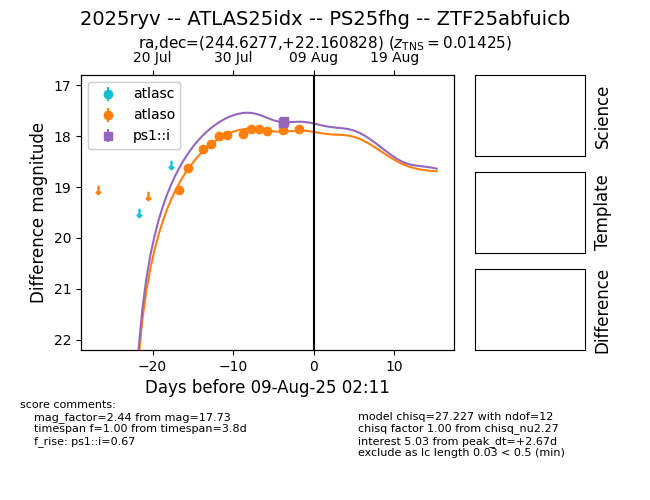 2025ryv -- ATLAS25idx -- PS25fhg -- ZTF25abfuicb
ra,dec=(244.6277,+22.160828) (z_TNS = 0.01425)
20 Jul 30 Jul 09 Aug 19 Aug
atlasc
atlaso
ps1::i
17
18
19
20
21
22
Difference magnitude
−20 −10 0 10
Days before 09-Aug-25 02:11
Science
Template
Difference
score comments:
mag_factor=2.44 from mag=17.73
timespan f=1.00 from timespan=3.8d
f_rise: ps1::i=0.67
model chisq=27.227 with ndof=12
chisq factor 1.00 from chisq_nu2.27
interest 5.03 from peak_dt=+2.67d
exclude as lc length 0.03 < 0.5 (min)